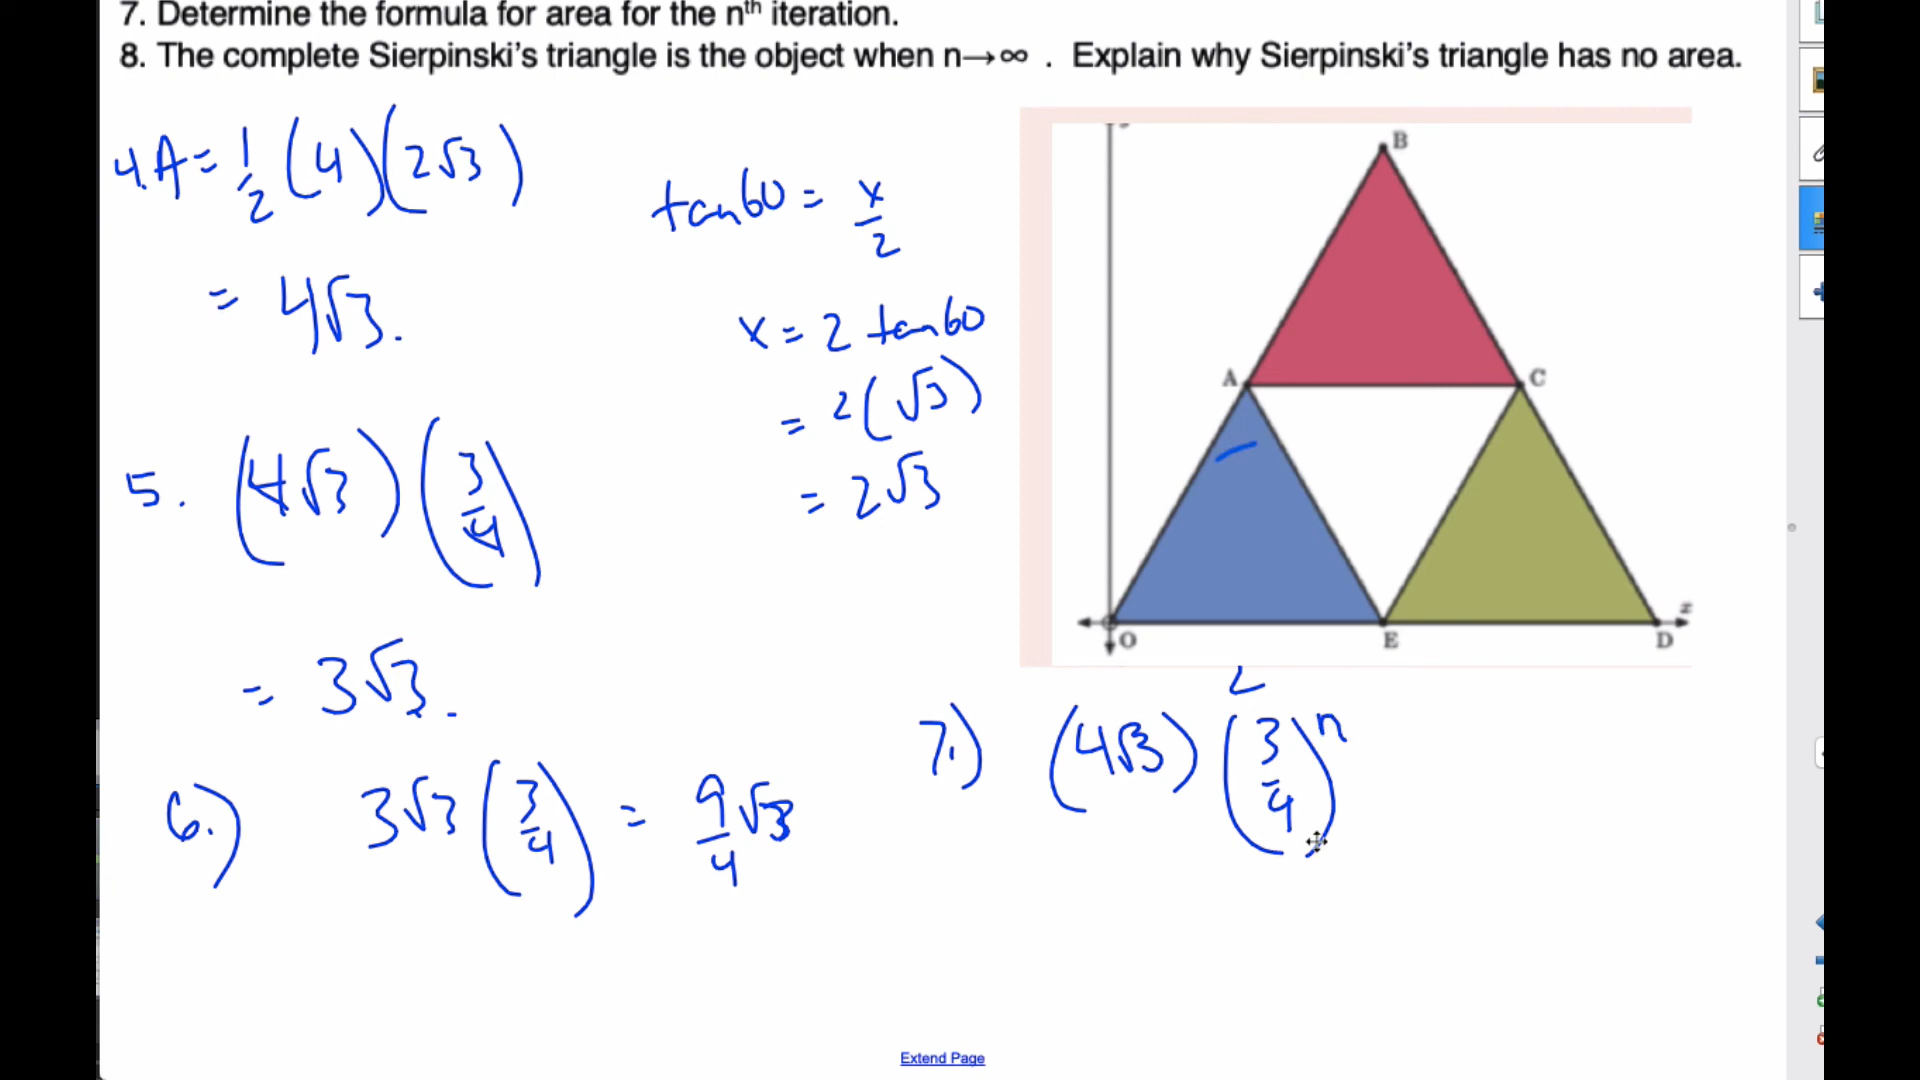 7. Determine the formula for area for the nth iteration.
8. The complete Sierpinski's triangle is the object when n→∞ . Explain why Sierpinski's triangle has no area.
4. A = 1/2 (4)(2√3)
= 4√3.
tan60 = x/2
x = 2 tan60
= 2(√3)
= 2√3
5. (4√3)(3/4)
= 3√3.
6.) 3√3 (3/4) = 9/4 √3
7.) (4√3)(3/4)^n
B
A
C
O
E
D
2
Extend Page